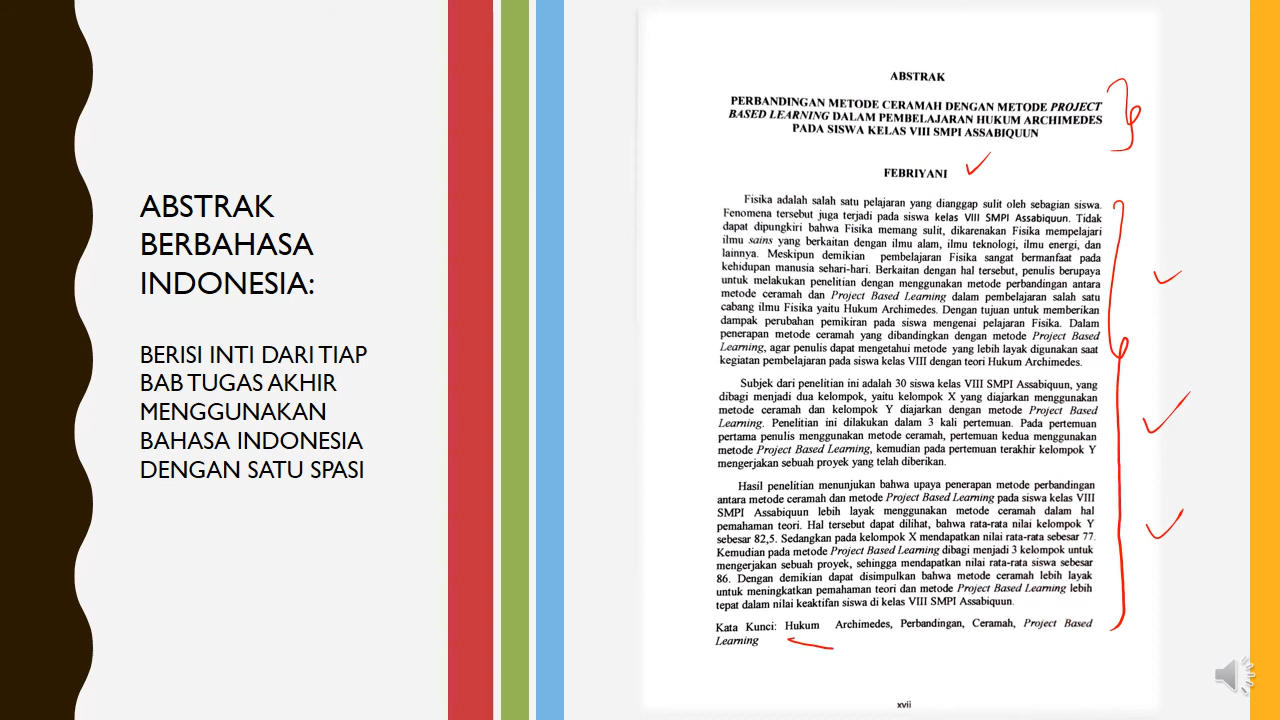 ABSTRAK
BERBAHASA
INDONESIA:
BERISI INTI DARI TIAP
BAB TUGAS AKHIR
MENGGUNAKAN
BAHASA INDONESIA
DENGAN SATU SPASI
ABSTRAK
PERBANDINGAN METODE CERAMAH DENGAN METODE PROJECT
BASED LEARNING DALAM PEMBELAJARAN HUKUM ARCHIMEDES
PADA SISWA KELAS VIII SMPI ASSABIQUUN
FEBRIYANI
Fisika adalah salah satu pelajaran yang dianggap sulit oleh sebagian siswa.
Fenomena tersebut juga terjadi pada siswa kelas VIII SMPI Assabiquun. Tidak
dapat dipungkiri bahwa Fisika memang sulit, dikarenakan Fisika mempelajari
ilmu sains yang berkaitan dengan ilmu alam, ilmu teknologi, ilmu energi, dan
lainnya. Meskipun demikian pembelajaran Fisika sangat bermanfaat pada
kehidupan manusia sehari-hari. Berkaitan dengan hal tersebut, penulis berupaya
untuk melakukan penelitian dengan menggunakan metode perbandingan antara
metode ceramah dan Project Based Learning dalam pembelajaran salah satu
cabang ilmu Fisika yaitu Hukum Archimedes. Dengan tujuan untuk memberikan
dampak perubahan pemikiran pada siswa mengenai pelajaran Fisika. Dalam
penerapan metode ceramah yang dibandingkan dengan metode Project Based
Learning, agar penulis dapat mengetahui metode yang lebih layak digunakan saat
kegiatan pembelajaran pada siswa kelas VIII dengan teori Hukum Archimedes.
Subjek dari penelitian ini adalah 30 siswa kelas VIII SMPI Assabiquun, yang
dibagi menjadi dua kelompok, yaitu kelompok X yang diajarkan menggunakan
metode ceramah dan kelompok Y diajarkan dengan metode Project Based
Learning. Penelitian ini dilakukan dalam 3 kali pertemuan. Pada pertemuan
pertama penulis menggunakan metode ceramah, pertemuan kedua menggunakan
metode Project Based Learning, kemudian pada pertemuan terakhir kelompok Y
mengerjakan sebuah proyek yang telah diberikan.
Hasil penelitian menunjukan bahwa upaya penerapan metode perbandingan
antara metode ceramah dan metode Project Based Learning pada siswa kelas VIII
SMPI Assabiquun lebih layak menggunakan metode ceramah dalam hal
pemahaman teori. Hal tersebut dapat dilihat, bahwa rata-rata nilai kelompok Y
sebesar 82,5. Sedangkan pada kelompok X mendapatkan nilai rata-rata sebesar 77.
Kemudian pada metode Project Based Learning dibagi menjadi 3 kelompok untuk
mengerjakan sebuah proyek, sehingga mendapatkan nilai rata-rata siswa sebesar
86. Dengan demikian dapat disimpulkan bahwa metode ceramah lebih layak
untuk meningkatkan pemahaman teori dan metode Project Based Learning lebih
tepat dalam nilai keaktifan siswa di kelas VIII SMPI Assabiquun.
Kata Kunci: Hukum Archimedes, Perbandingan, Ceramah, Project Based
Learning
xvii